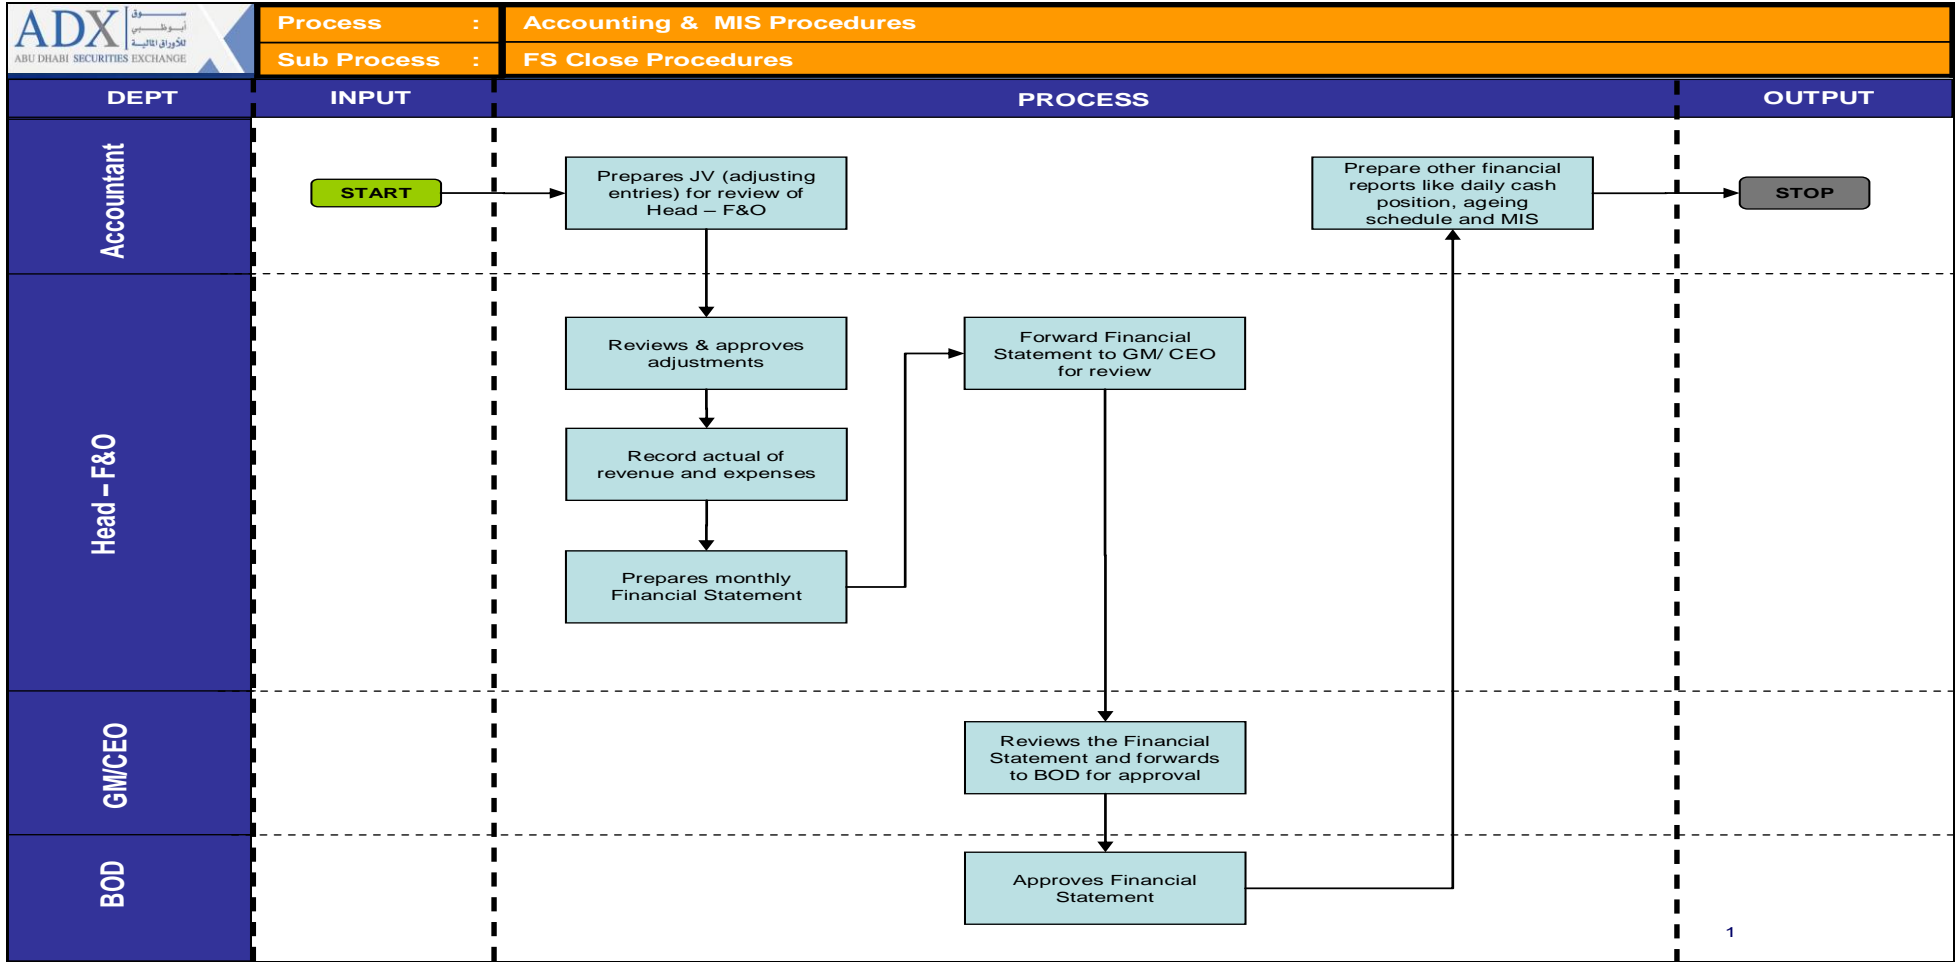 ADX
ســـــــوق
أبـوظـبـــي
للأوراق المالية
ABU DHABI SECURITIES EXCHANGE
Process : Accounting & MIS Procedures
Sub Process : FS Close Procedures
DEPT INPUT PROCESS OUTPUT
Accountant
START
Prepares JV (adjusting
entries) for review of
Head – F&O
Prepare other financial
reports like daily cash
position, ageing
schedule and MIS
STOP
Head – F&O
Reviews & approves
adjustments
Forward Financial
Statement to GM/ CEO
for review
Record actual of
revenue and expenses
Prepares monthly
Financial Statement
GM/CEO
Reviews the Financial
Statement and forwards
to BOD for approval
BOD
Approves Financial
Statement
1